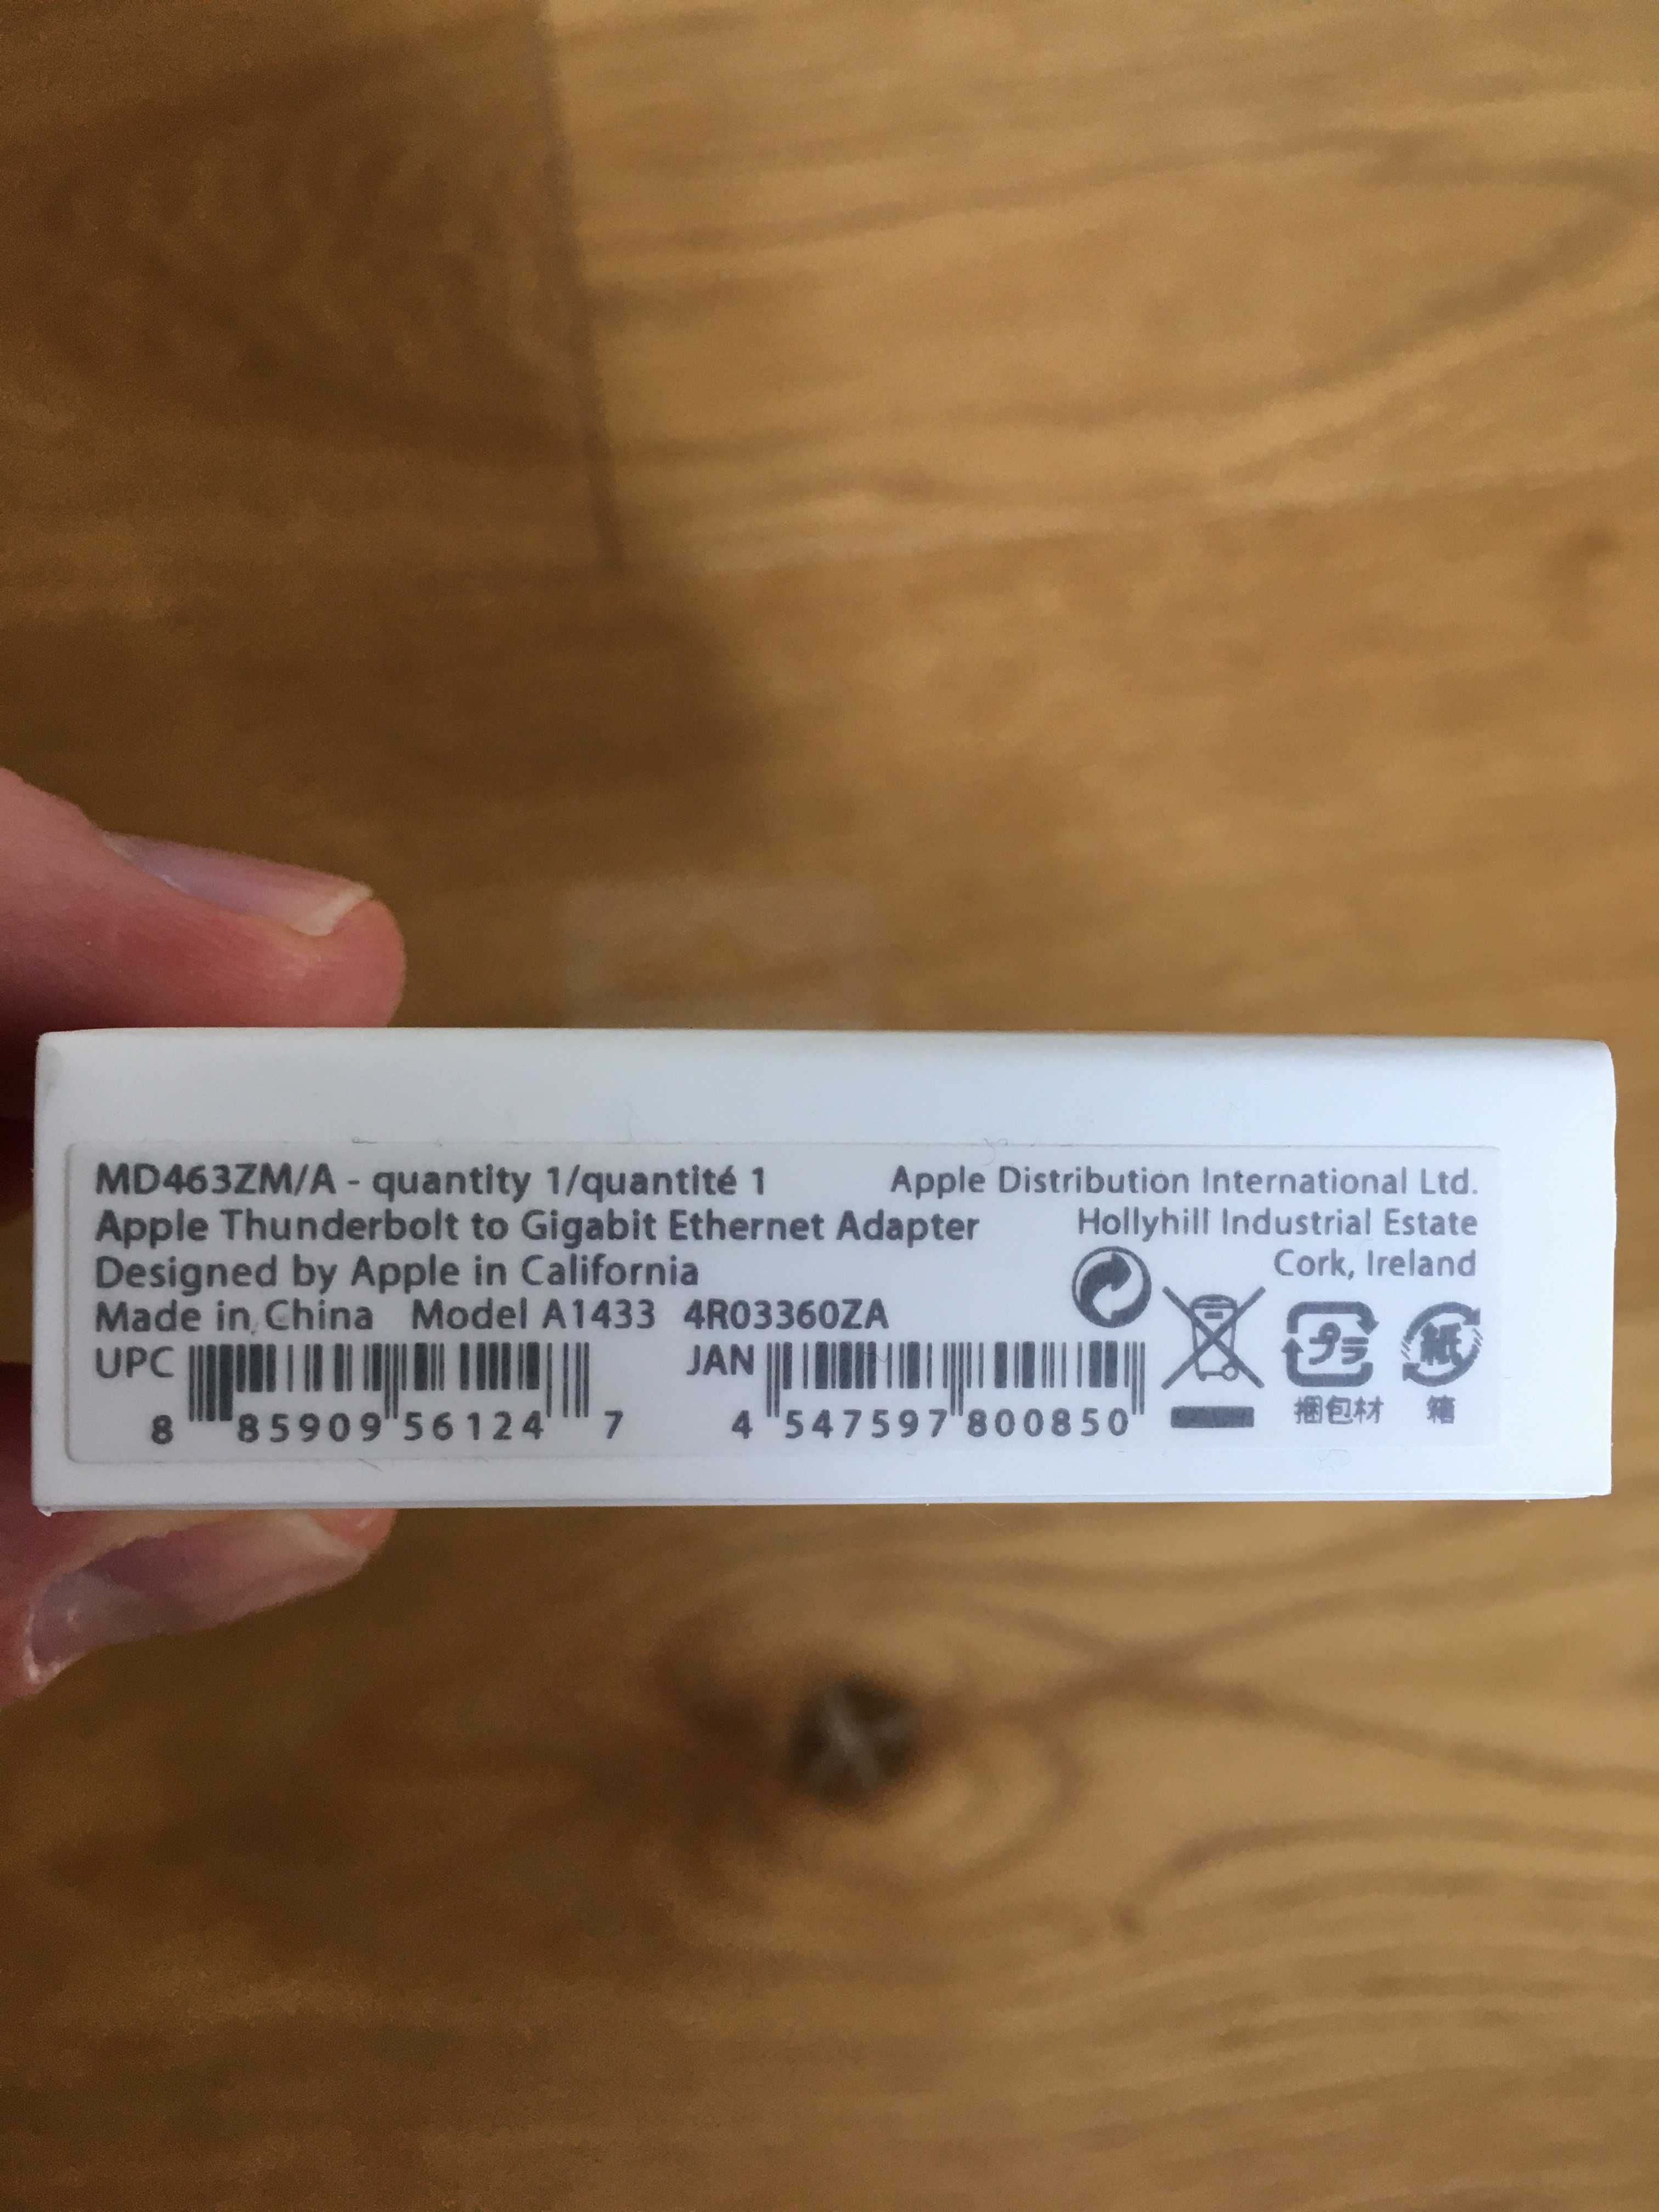 MD463ZM/A - quantity 1/quantité 1
Apple Thunderbolt to Gigabit Ethernet Adapter
Designed by Apple in California
Made in China Model A1433 4R03360ZA
Apple Distribution International Ltd.
Hollyhill Industrial Estate
Cork, Ireland
UPC
8 85909 56124 7
JAN
4 547597 800850
プラ
捆包材
紙
箱